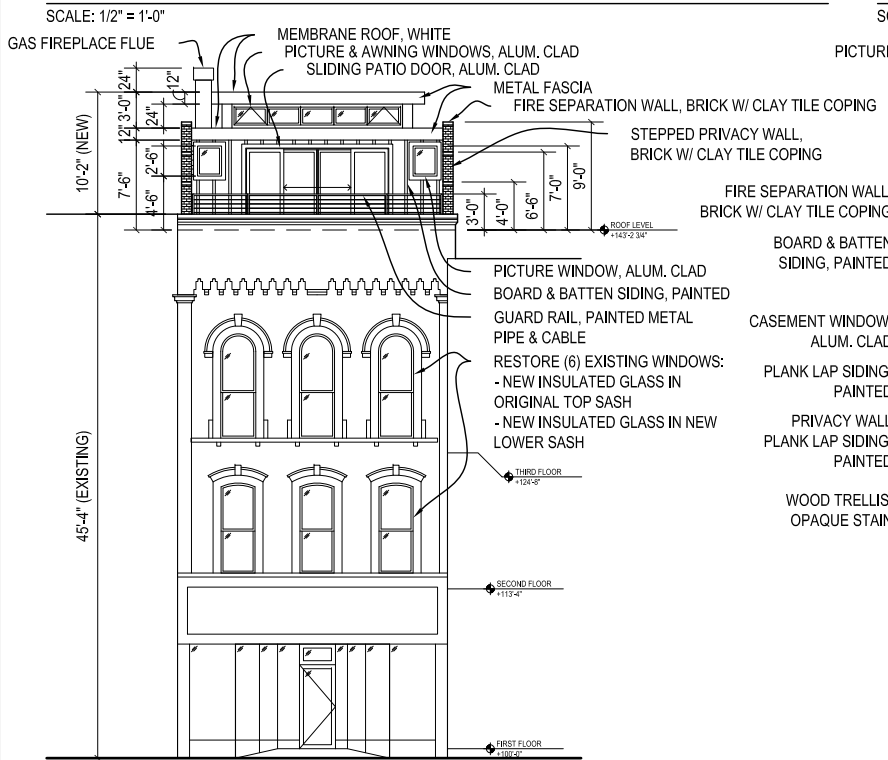 SCALE: 1/2" = 1'-0"
SC
GAS FIREPLACE FLUE
MEMBRANE ROOF, WHITE
PICTURE & AWNING WINDOWS, ALUM. CLAD
SLIDING PATIO DOOR, ALUM. CLAD
METAL FASCIA
FIRE SEPARATION WALL, BRICK W/ CLAY TILE COPING
STEPPED PRIVACY WALL,
BRICK W/ CLAY TILE COPING
PICTURE
FIRE SEPARATION WALL
BRICK W/ CLAY TILE COPING
BOARD & BATTEN
SIDING, PAINTED
CASEMENT WINDOW
ALUM. CLAD
PLANK LAP SIDING
PAINTED
PRIVACY WALL
PLANK LAP SIDING
PAINTED
WOOD TRELLIS
OPAQUE STAIN
24"
12"
3'-0"
24"
12"
10'-2" (NEW)
7'-6"
2'-6"
4'-6"
3'-0"
4'-0"
6'-6"
7'-0"
9'-0"
ROOF LEVEL
+143'-2 3/4"
PICTURE WINDOW, ALUM. CLAD
BOARD & BATTEN SIDING, PAINTED
GUARD RAIL, PAINTED METAL
PIPE & CABLE
RESTORE (6) EXISTING WINDOWS:
- NEW INSULATED GLASS IN
ORIGINAL TOP SASH
- NEW INSULATED GLASS IN NEW
LOWER SASH
45'-4" (EXISTING)
THIRD FLOOR
+124'-8"
SECOND FLOOR
+113'-4"
FIRST FLOOR
+100'-0"